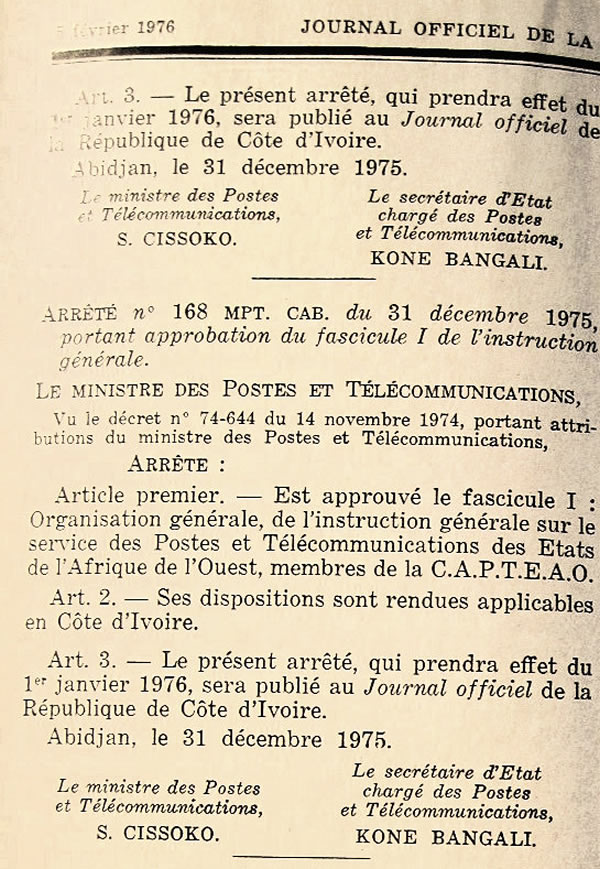 5 février 1976 JOURNAL OFFICIEL DE LA
Art. 3. — Le présent arrêté, qui prendra effet du
1er janvier 1976, sera publié au Journal officiel de
la République de Côte d'Ivoire.
Abidjan, le 31 décembre 1975.
Le ministre des Postes
et Télécommunications,
S. CISSOKO.
Le secrétaire d'Etat
chargé des Postes
et Télécommunications,
KONE BANGALI.
ARRÊTÉ n° 168 MPT. CAB. du 31 décembre 1975,
portant approbation du fascicule I de l'instruction
générale.
LE MINISTRE DES POSTES ET TÉLÉCOMMUNICATIONS,
Vu le décret n° 74-644 du 14 novembre 1974, portant attri-
butions du ministre des Postes et Télécommunications,
ARRÊTE :
Article premier. — Est approuvé le fascicule I :
Organisation générale, de l'instruction générale sur le
service des Postes et Télécommunications des Etats
de l'Afrique de l'Ouest, membres de la C.A.P.T.E.A.O.
Art. 2. — Ses dispositions sont rendues applicables
en Côte d'Ivoire.
Art. 3. — Le présent arrêté, qui prendra effet du
1er janvier 1976, sera publié au Journal officiel de la
République de Côte d'Ivoire.
Abidjan, le 31 décembre 1975.
Le ministre des Postes
et Télécommunications,
S. CISSOKO.
Le secrétaire d'Etat
chargé des Postes
et Télécommunications,
KONE BANGALI.